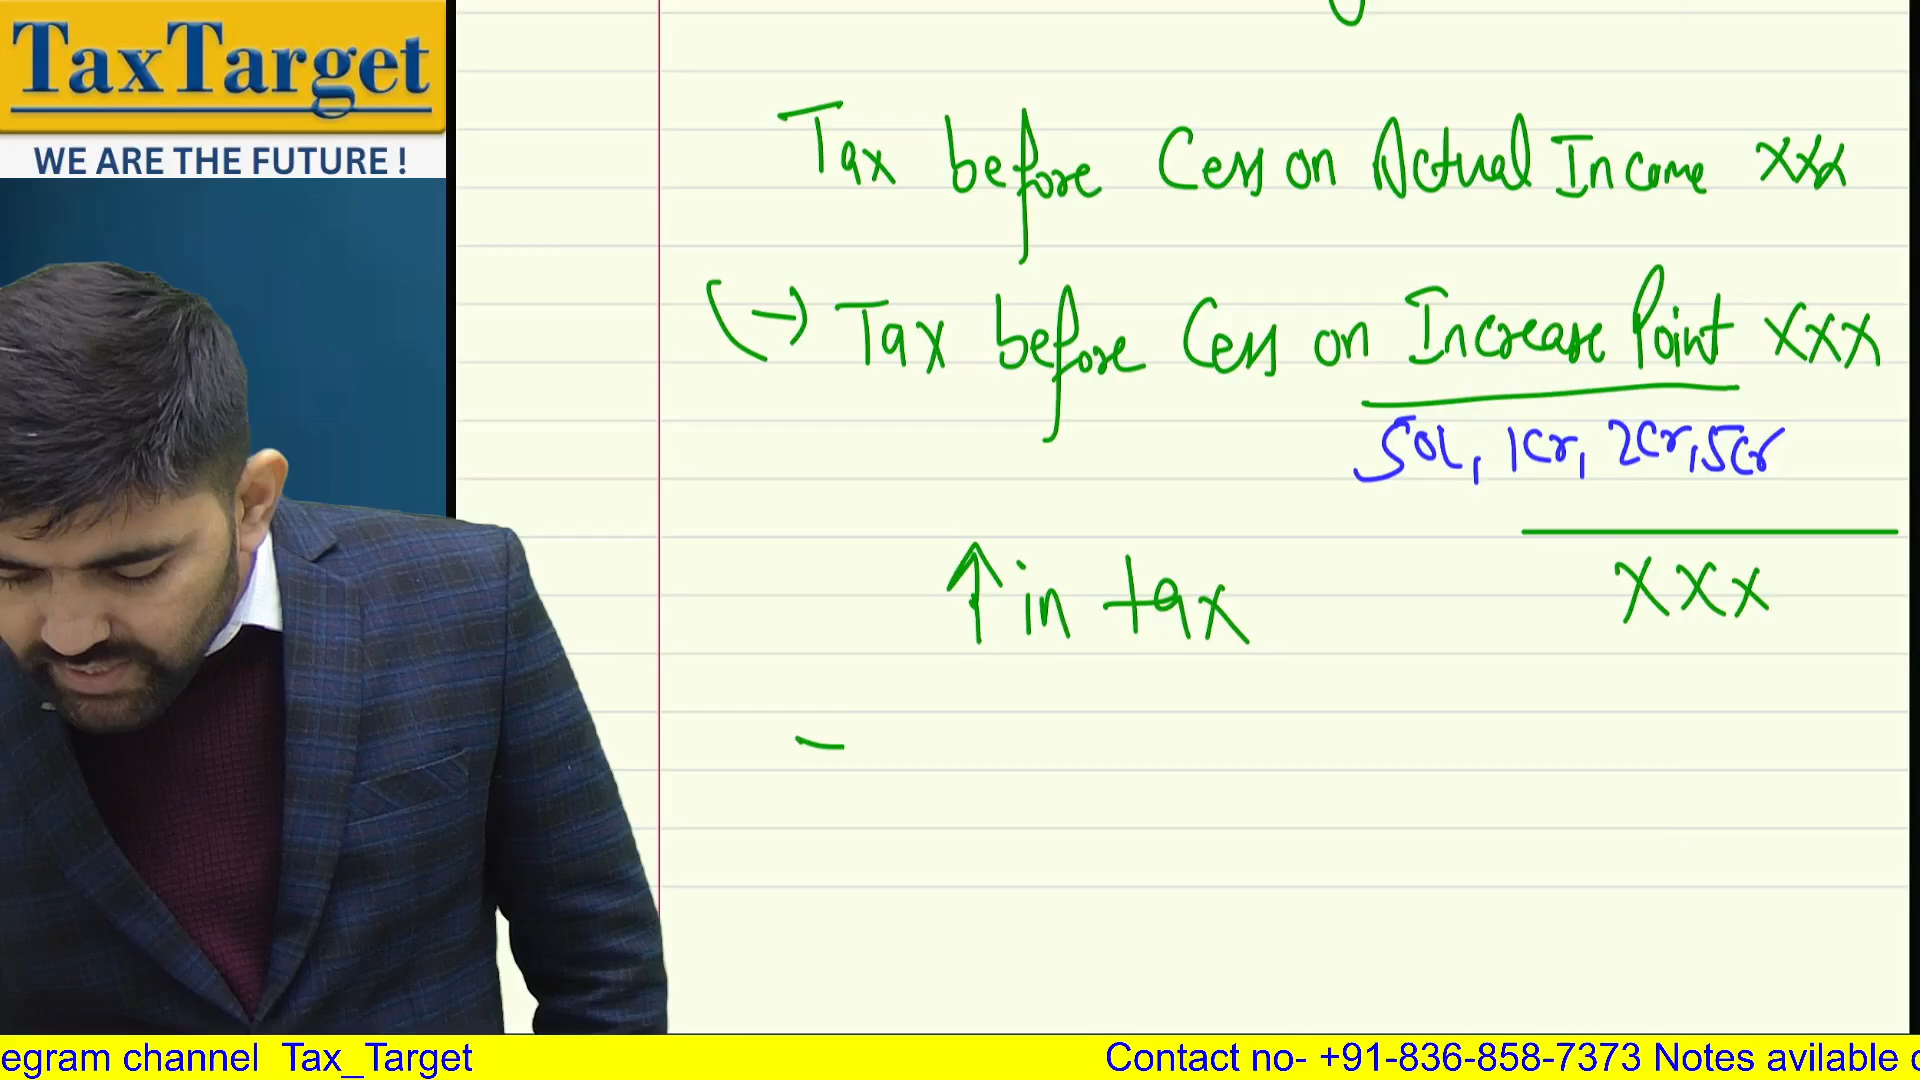 TaxTarget
WE ARE THE FUTURE !
Tax before Cess on Actual Income xxx
(-) Tax before Cess on Increase Point XXX
50L, 1Cr, 2Cr, 5Cr
↑ in tax XXX
egram channel Tax_Target
Contact no- +91-836-858-7373 Notes avilable